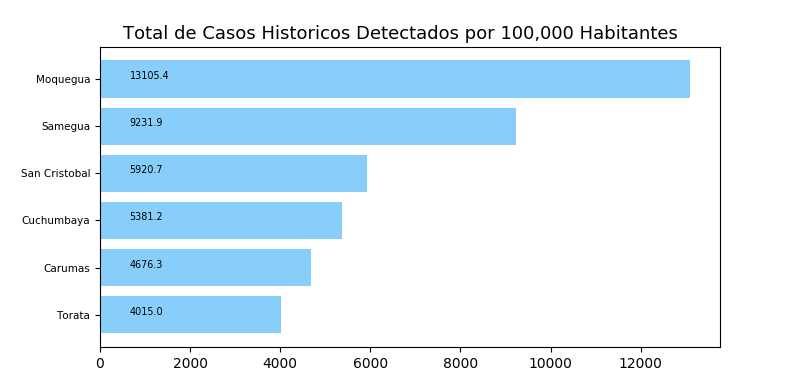 Total de Casos Historicos Detectados por 100,000 Habitantes
Moquegua 13105.4
Samegua 9231.9
San Cristobal 5920.7
Cuchumbaya 5381.2
Carumas 4676.3
Torata 4015.0
0 2000 4000 6000 8000 10000 12000